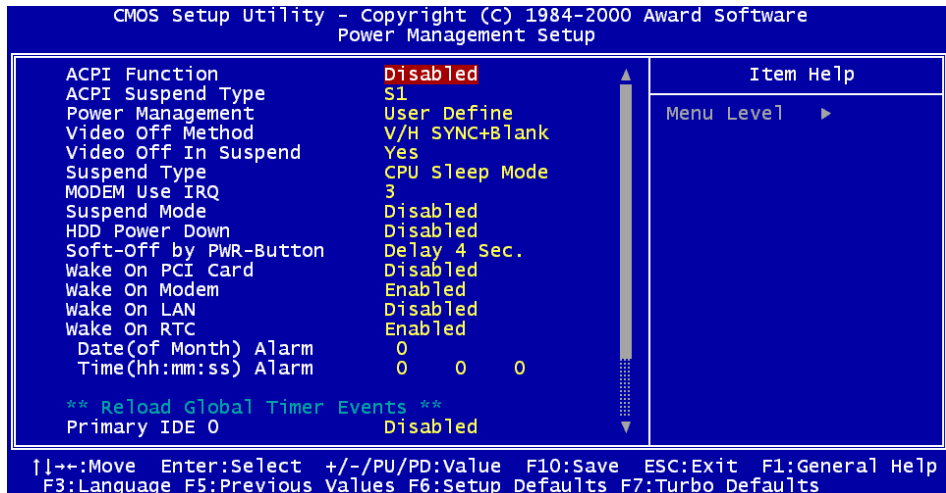 CMOS Setup Utility - Copyright (C) 1984-2000 Award Software
Power Management Setup
ACPI Function Disabled
ACPI Suspend Type S1
Power Management User Define
Video Off Method V/H SYNC+Blank
Video Off In Suspend Yes
Suspend Type CPU Sleep Mode
MODEM Use IRQ 3
Suspend Mode Disabled
HDD Power Down Disabled
Soft-Off by PWR-Button Delay 4 Sec.
Wake On PCI Card Disabled
Wake On Modem Enabled
Wake On LAN Disabled
Wake On RTC Enabled
Date(of Month) Alarm 0
Time(hh:mm:ss) Alarm 0 0 0
** Reload Global Timer Events **
Primary IDE 0 Disabled
Item Help
Menu Level ▶
↑↓→←:Move Enter:Select +/-/PU/PD:Value F10:Save ESC:Exit F1:General Help
F3:Language F5:Previous Values F6:Setup Defaults F7:Turbo Defaults